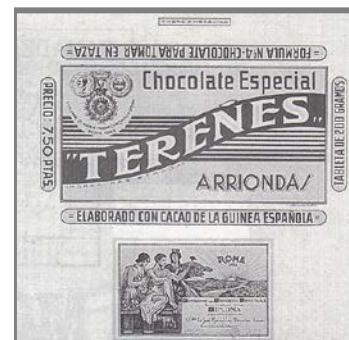 =FORMULA Nº4-CHOCOLATE PARA TOMAR EN TAZA=
Chocolate Especial
"TEREÑES"
ARRIONDAS
PRECIO: 7,50 PTAS.
TABLETA DE 200 GRAMOS
=ELABORADO CON CACAO DE LA GUINEA ESPAÑOLA=
ROMA
DIPLOMA